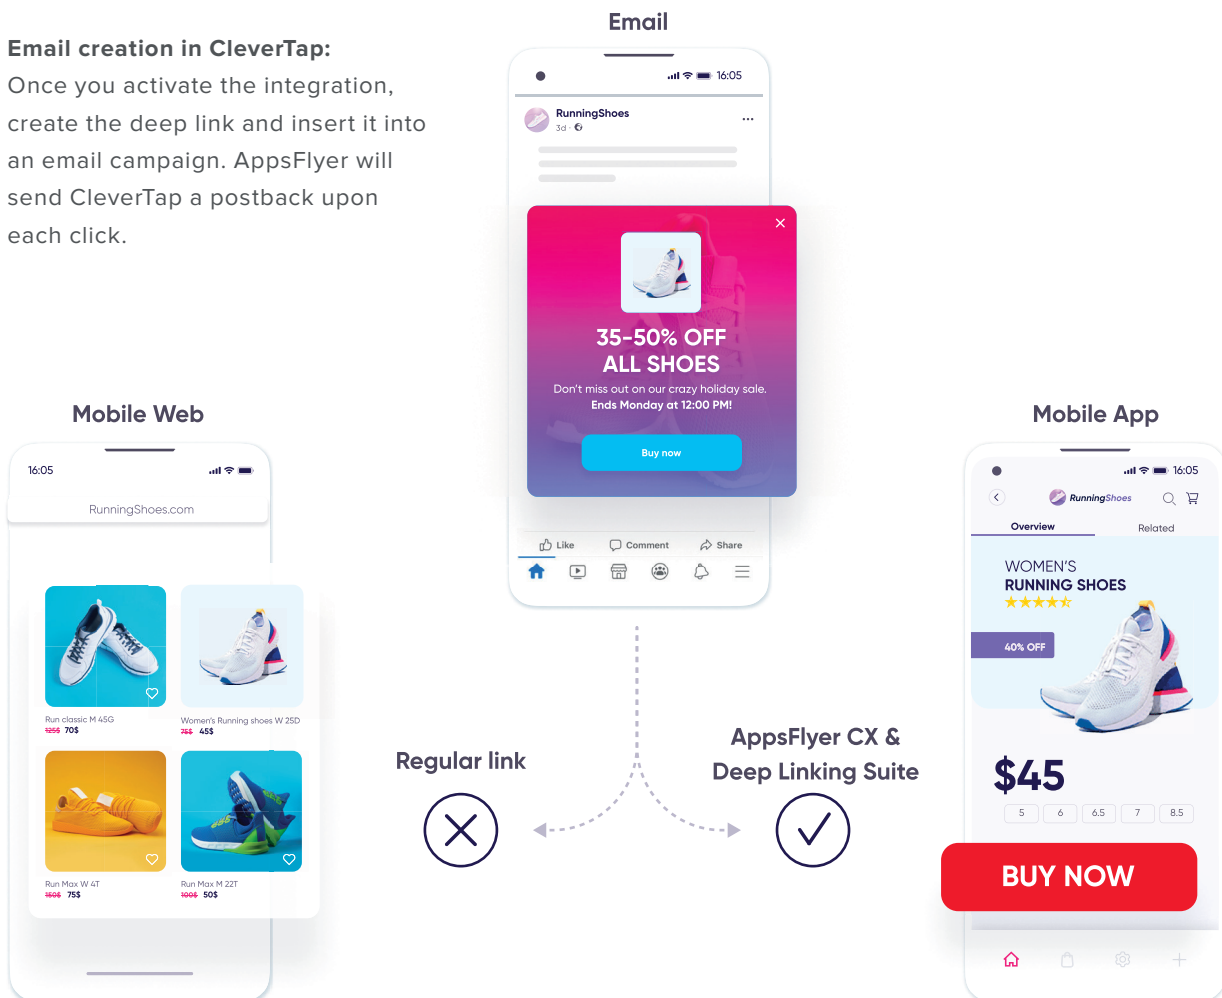 Email creation in CleverTap:
Once you activate the integration,
create the deep link and insert it into
an email campaign. AppsFlyer will
send CleverTap a postback upon
each click.
Email
16:05
RunningShoes
3d ·
35-50% OFF
ALL SHOES
Don't miss out on our crazy holiday sale.
Ends Monday at 12:00 PM!
Buy now
Like
Comment
Share
Mobile Web
16:05
RunningShoes.com
Run classic M 45G
125$ 70$
Women's Running shoes W 25D
75$ 45$
Run Max W 4T
150$ 75$
Run Max M 22T
100$ 50$
Regular link
AppsFlyer CX &
Deep Linking Suite
Mobile App
16:05
RunningShoes
Overview
Related
WOMEN'S
RUNNING SHOES
40% OFF
$45
5
6
6.5
7
8.5
BUY NOW